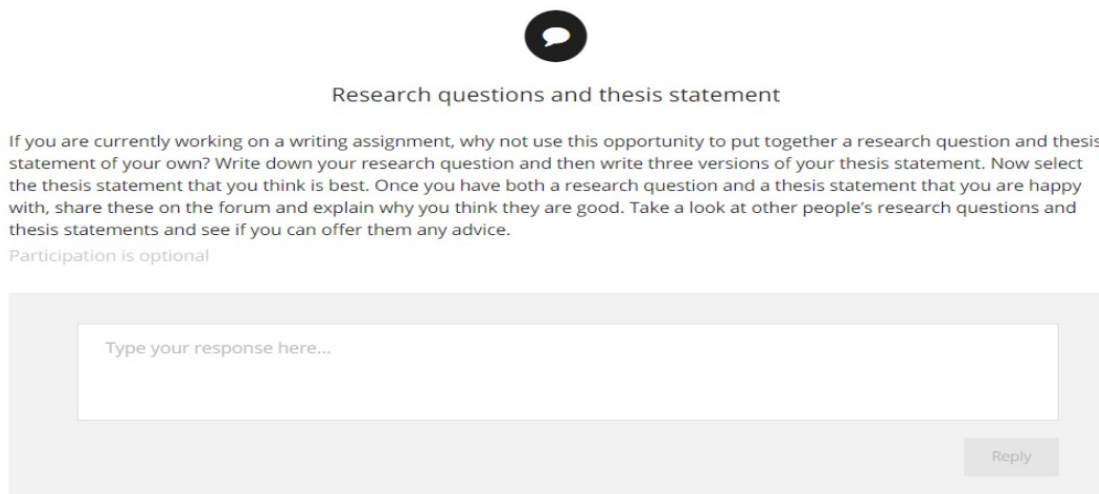 Research questions and thesis statement
If you are currently working on a writing assignment, why not use this opportunity to put together a research question and thesis
statement of your own? Write down your research question and then write three versions of your thesis statement. Now select
the thesis statement that you think is best. Once you have both a research question and a thesis statement that you are happy
with, share these on the forum and explain why you think they are good. Take a look at other people’s research questions and
thesis statements and see if you can offer them any advice.
Participation is optional
Type your response here...
Reply